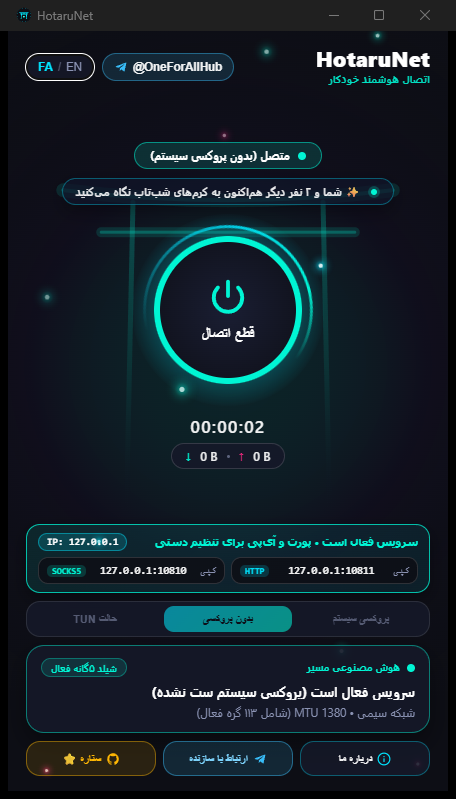 HotaruNet
HotaruNet
اتصال هوشمند خودکار
@OneForAllHub
FA / EN
متصل (بدون پروکسی سیستم)
✨ شما و ۲ نفر دیگر هم‌اکنون به کرم‌های شب‌تاب نگاه می‌کنید
قطع اتصال
00:00:02
↓ 0 B • ↑ 0 B
سرویس فعال است • پورت و آی‌پی برای تنظیم دستی
IP: 127.0.0.1
HTTP 127.0.0.1:10811 کپی
SOCKS5 127.0.0.1:10810 کپی
پروکسی سیستم
بدون پروکسی
حالت TUN
هوش مصنوعی مسیر
شیلد ۵گانه فعال
سرویس فعال است (پروکسی سیستم ست نشده)
شبکه سیمی • MTU 1380 (شامل ۱۱۳ گره فعال)
درباره ما
ارتباط با سازنده
ستاره